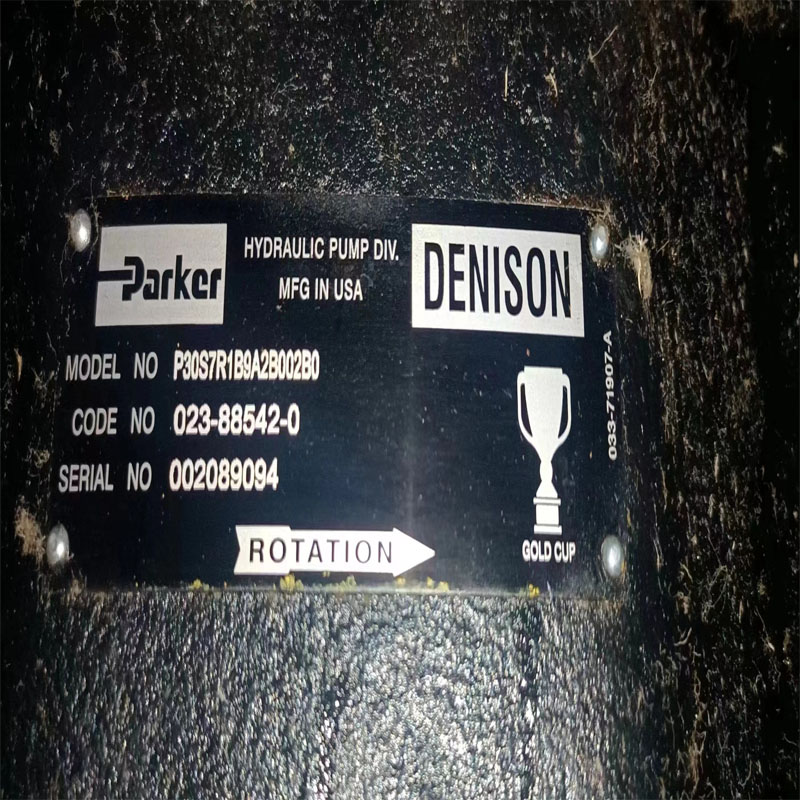 Parker
HYDRAULIC PUMP DIV.
MFG IN USA
DENISON
MODEL NO P30S7R1B9A2B002B0
CODE NO 023-88542-0
SERIAL NO 002089094
033-71907-A
ROTATION
GOLD CUP